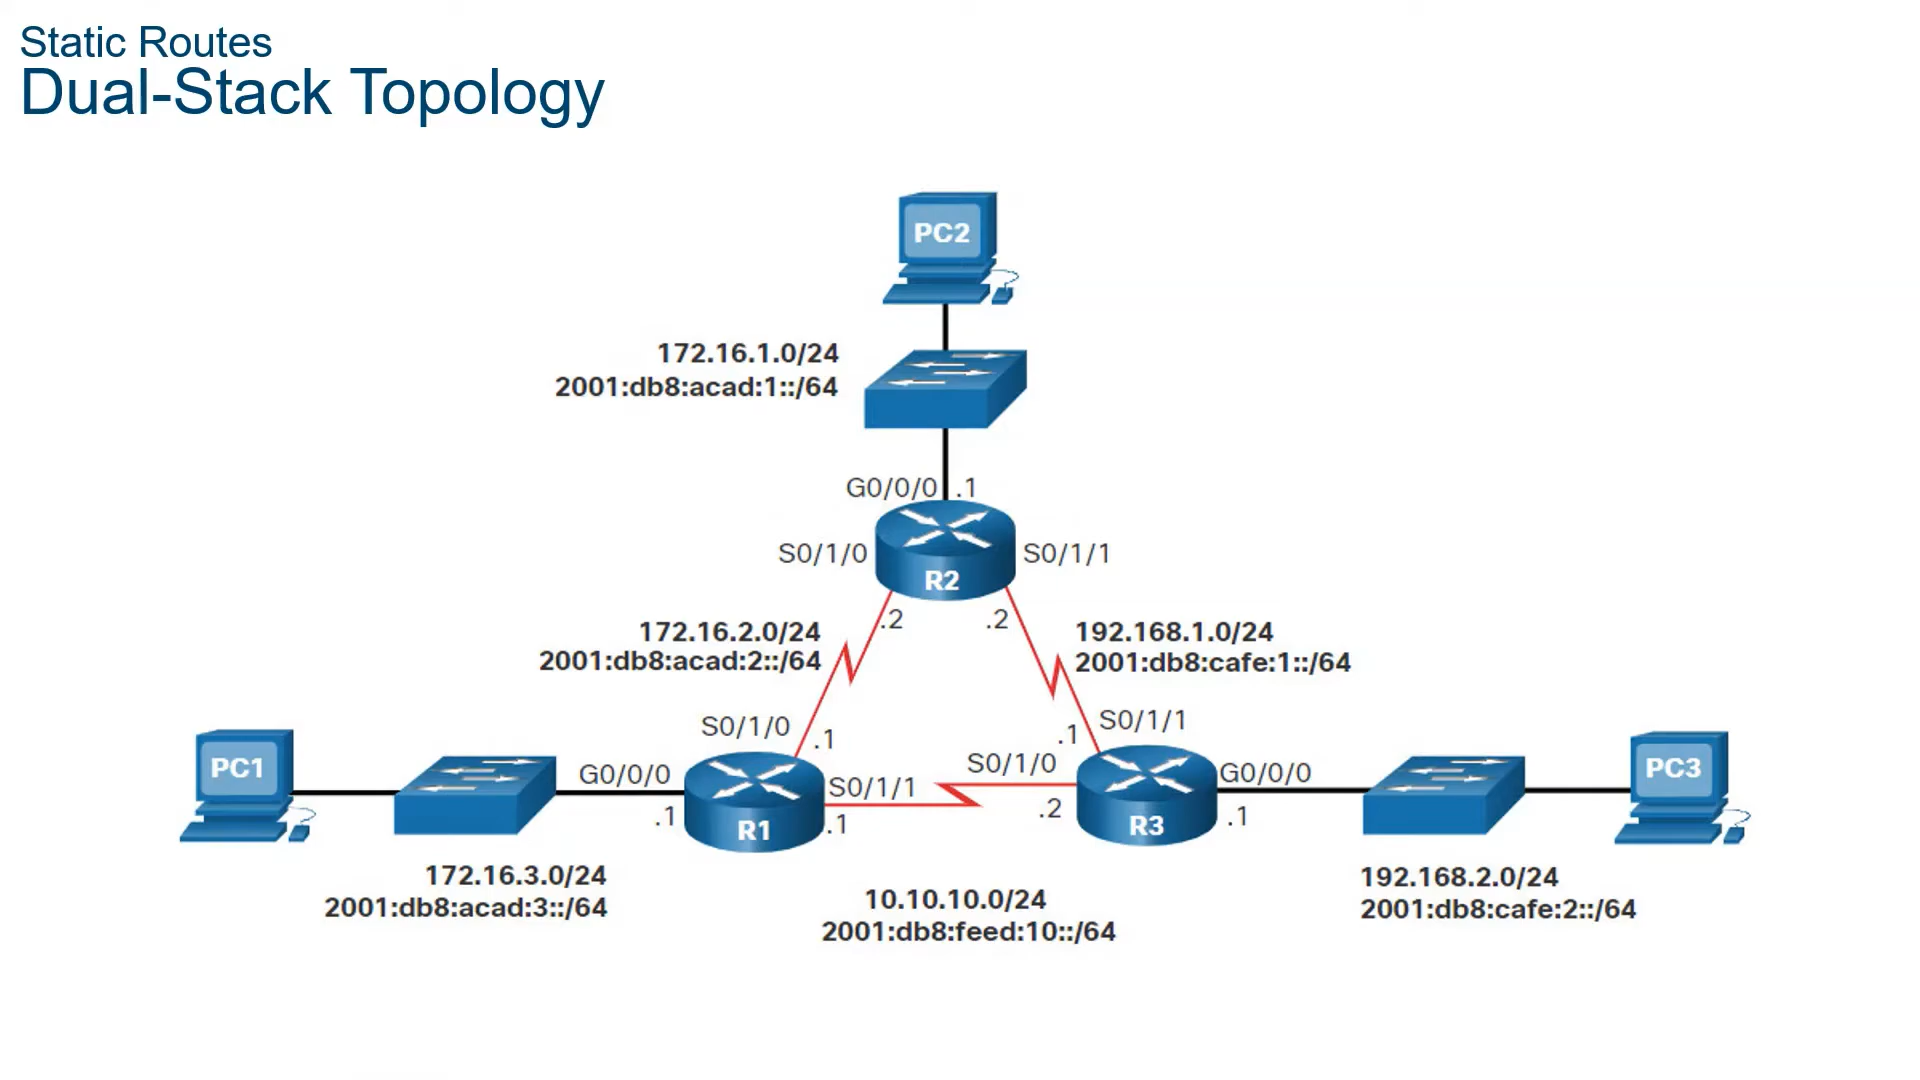 Static Routes
Dual-Stack Topology
PC2
172.16.1.0/24
2001:db8:acad:1::/64
G0/0/0 .1
S0/1/0
S0/1/1
R2
.2
.2
172.16.2.0/24
2001:db8:acad:2::/64
192.168.1.0/24
2001:db8:cafe:1::/64
S0/1/0
.1
.1
S0/1/1
PC1
G0/0/0
.1
R1
S0/1/1
.1
S0/1/0
.2
R3
G0/0/0
.1
PC3
172.16.3.0/24
2001:db8:acad:3::/64
10.10.10.0/24
2001:db8:feed:10::/64
192.168.2.0/24
2001:db8:cafe:2::/64